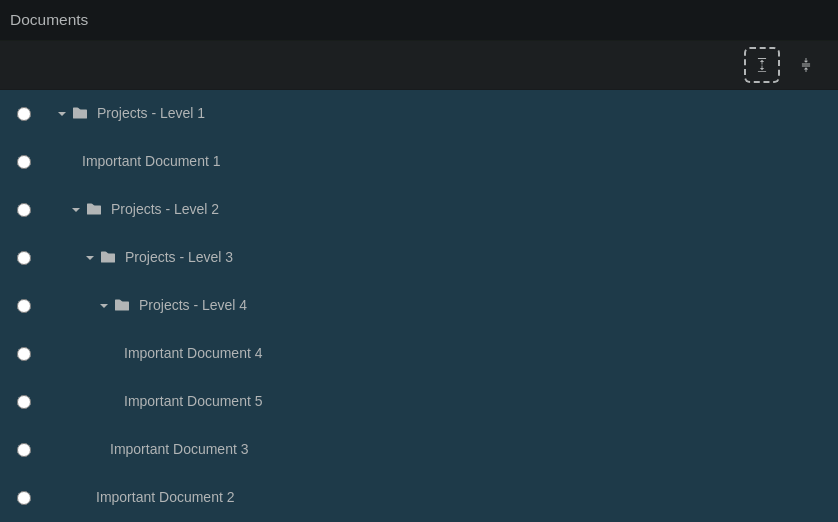 Documents
Projects - Level 1
Important Document 1
Projects - Level 2
Projects - Level 3
Projects - Level 4
Important Document 4
Important Document 5
Important Document 3
Important Document 2